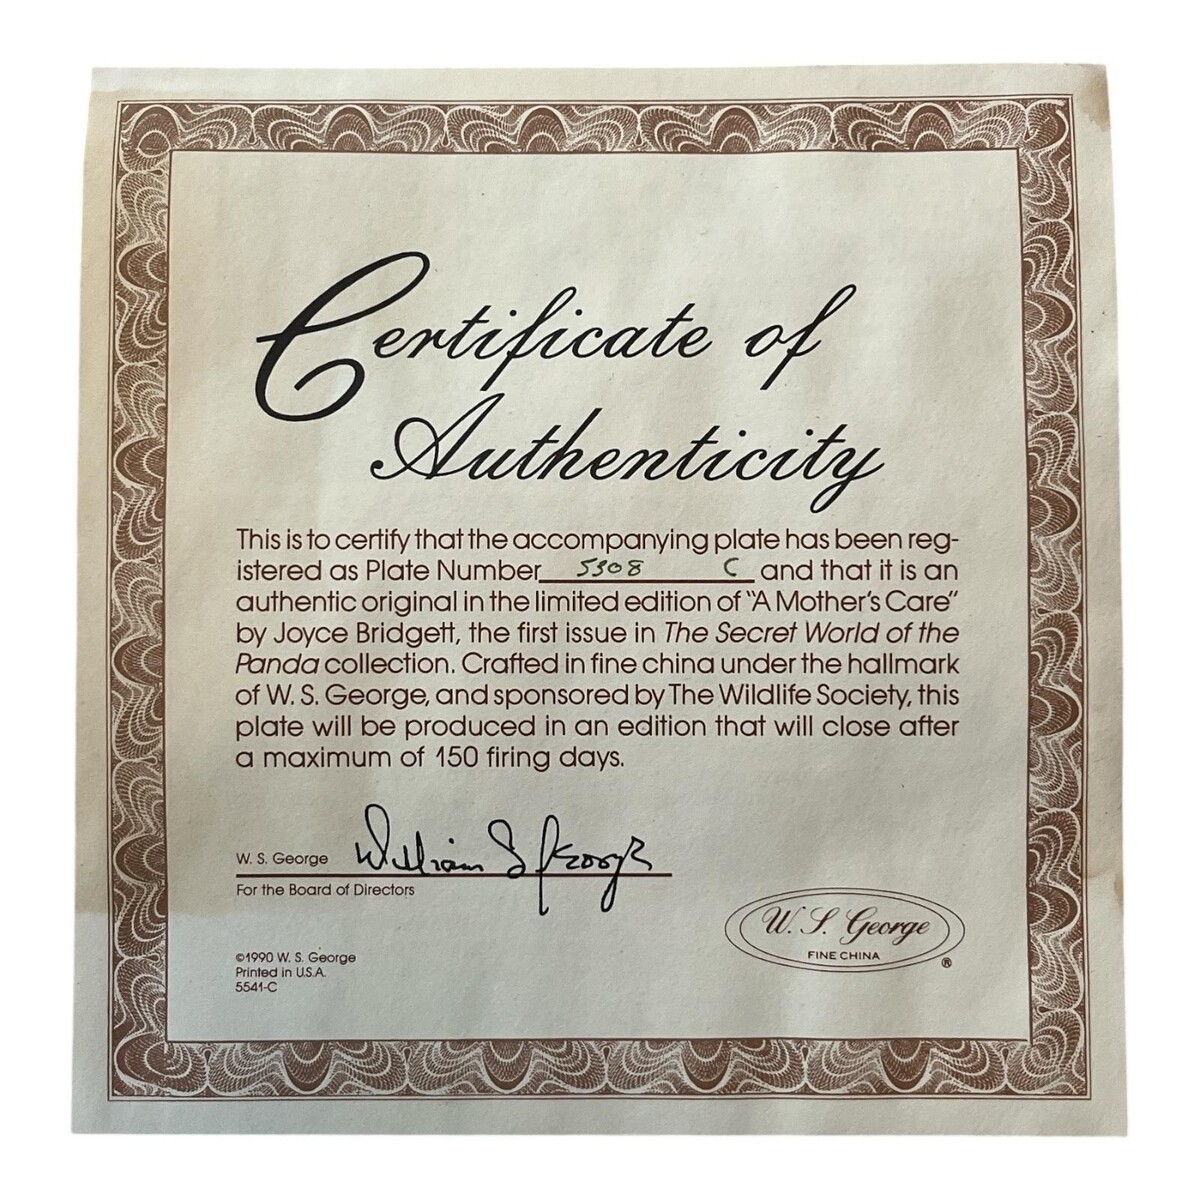 Certificate of
Authenticity
This is to certify that the accompanying plate has been reg-
istered as Plate Number 5308 C and that it is an
authentic original in the limited edition of "A Mother's Care"
by Joyce Bridgett, the first issue in The Secret World of the
Panda collection. Crafted in fine china under the hallmark
of W. S. George, and sponsored by The Wildlife Society, this
plate will be produced in an edition that will close after
a maximum of 150 firing days.
W. S. George William S George
For the Board of Directors
W. S. George
FINE CHINA
®
©1990 W. S. George
Printed in U.S.A.
5541-C